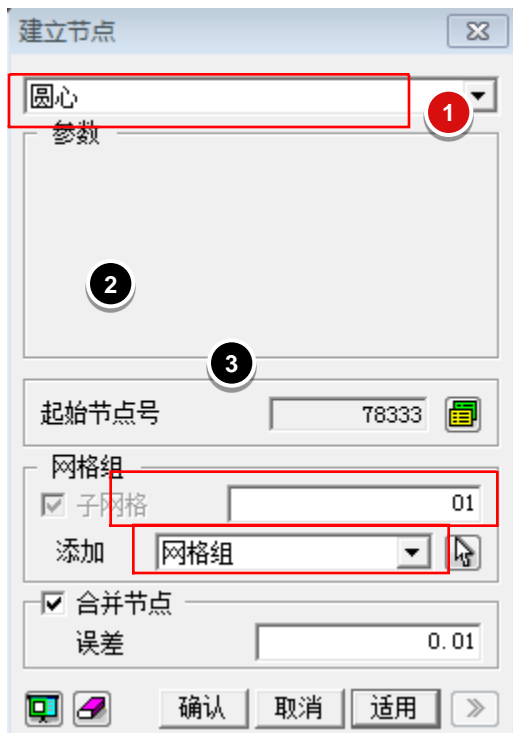 建立节点
圆心
1
参数
2
3
起始节点号 78333
网格组
子网格 01
添加 网格组
合并节点
误差 0.01
确认 取消 适用